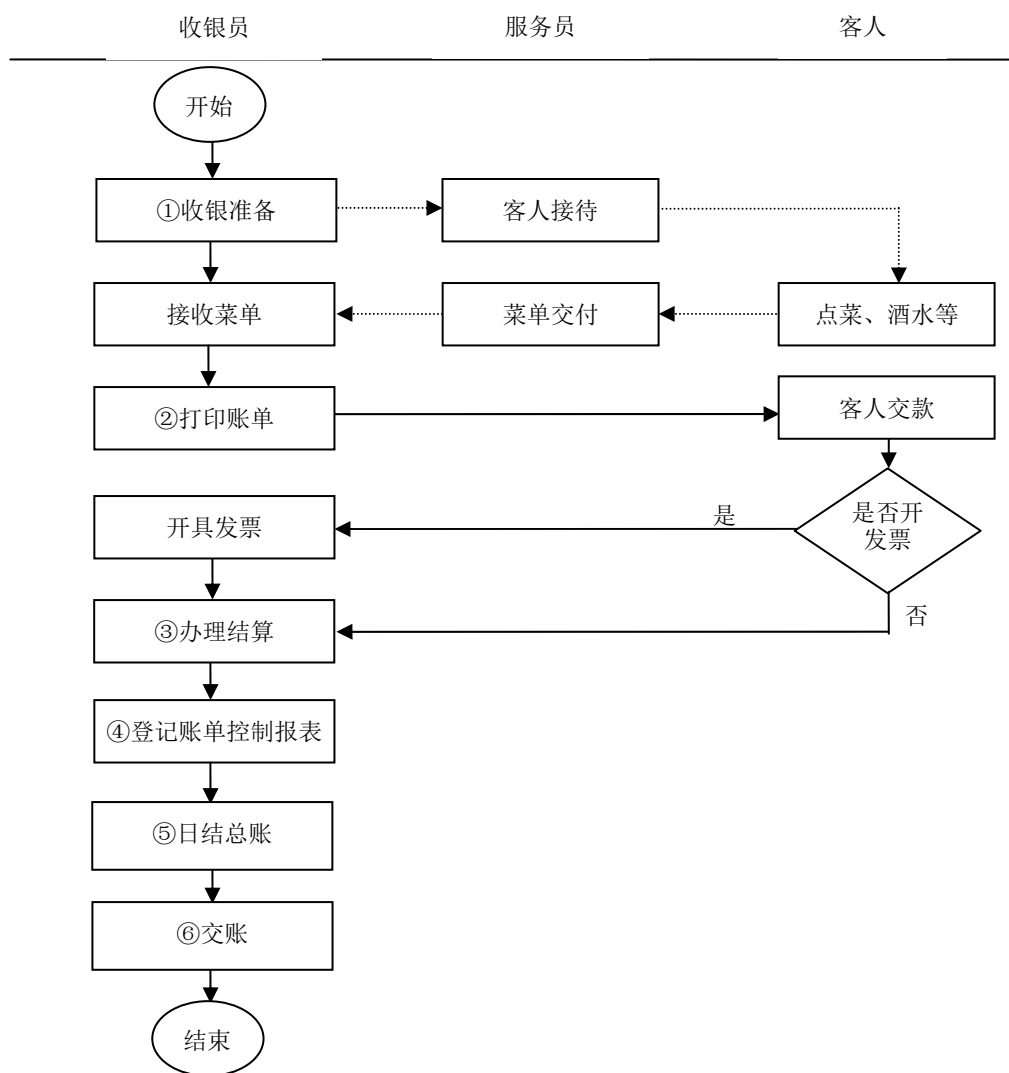 收银员 服务员 客人
开始
①收银准备 客人接待
接收菜单 菜单交付 点菜、酒水等
②打印账单 客人交款
开具发票 是 是否开
发票
③办理结算 否
④登记账单控制报表
⑤日结总账
⑥交账
结束